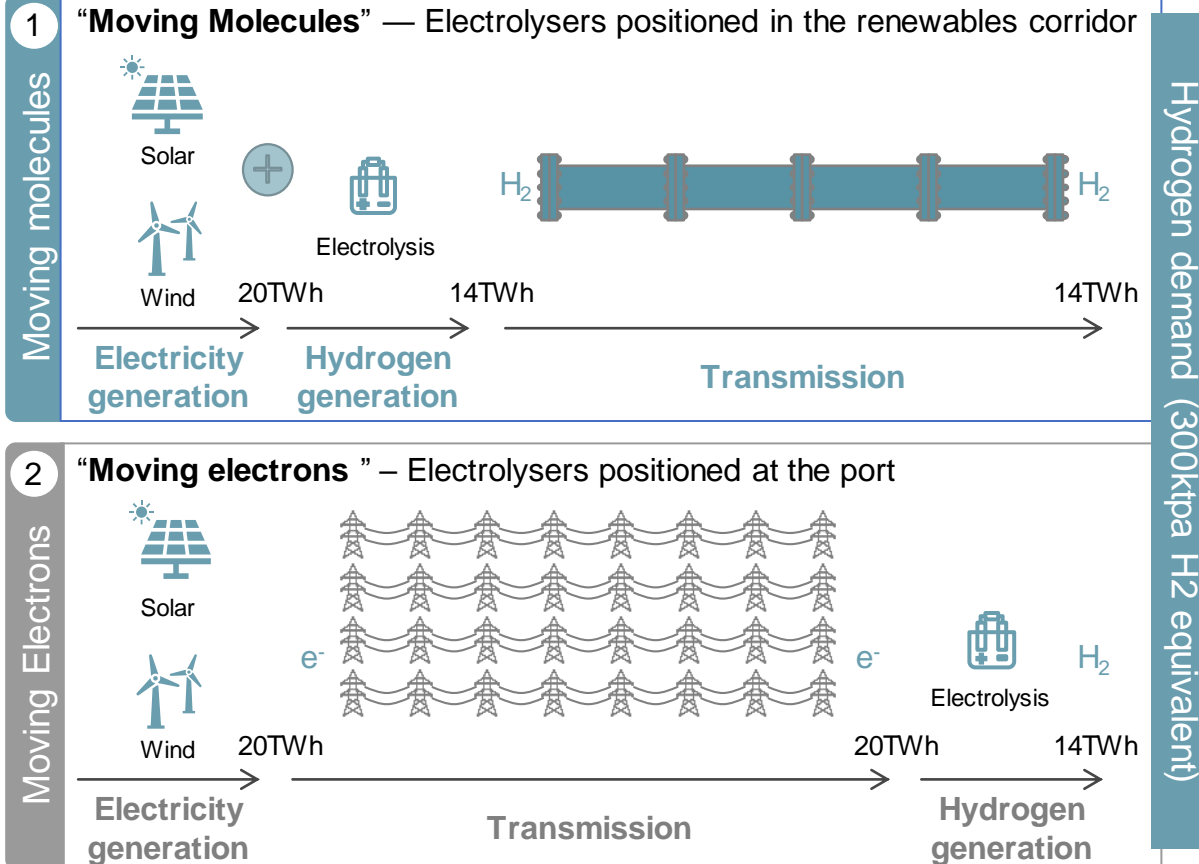 1
“Moving Molecules” — Electrolysers positioned in the renewables corridor
Moving molecules
Solar
Wind
Electrolysis
H2
H2
20TWh
14TWh
14TWh
Electricity
generation
Hydrogen
generation
Transmission
2
“Moving electrons ” – Electrolysers positioned at the port
Moving Electrons
Solar
Wind
e-
e-
Electrolysis
H2
20TWh
20TWh
14TWh
Electricity
generation
Transmission
Hydrogen
generation
Hydrogen demand (300ktpa H2 equivalent)